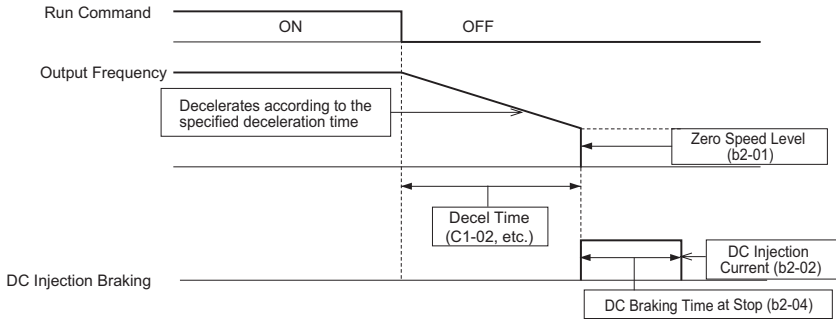 Run Command
ON
OFF
Output Frequency
Decelerates according to the
specified deceleration time
Zero Speed Level
(b2-01)
Decel Time
(C1-02, etc.)
DC Injection
Current (b2-02)
DC Injection Braking
DC Braking Time at Stop (b2-04)